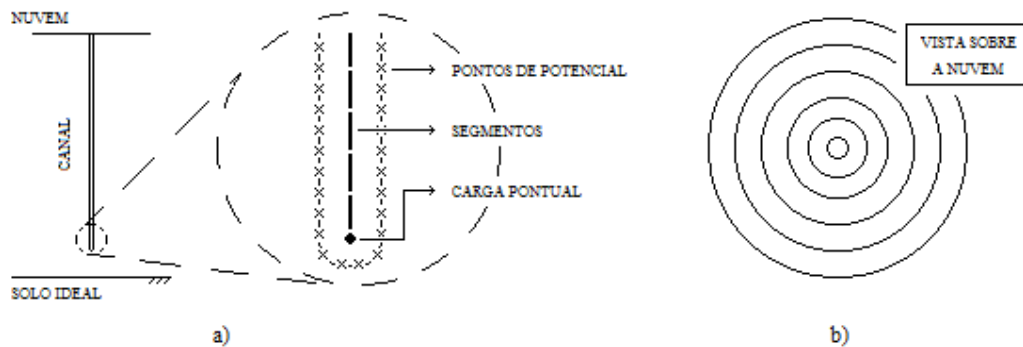 NUVEM
CANAL
SOLO IDEAL
PONTOS DE POTENCIAL
SEGMENTOS
CARGA PONTUAL
a)
VISTA SOBRE
A NUVEM
b)